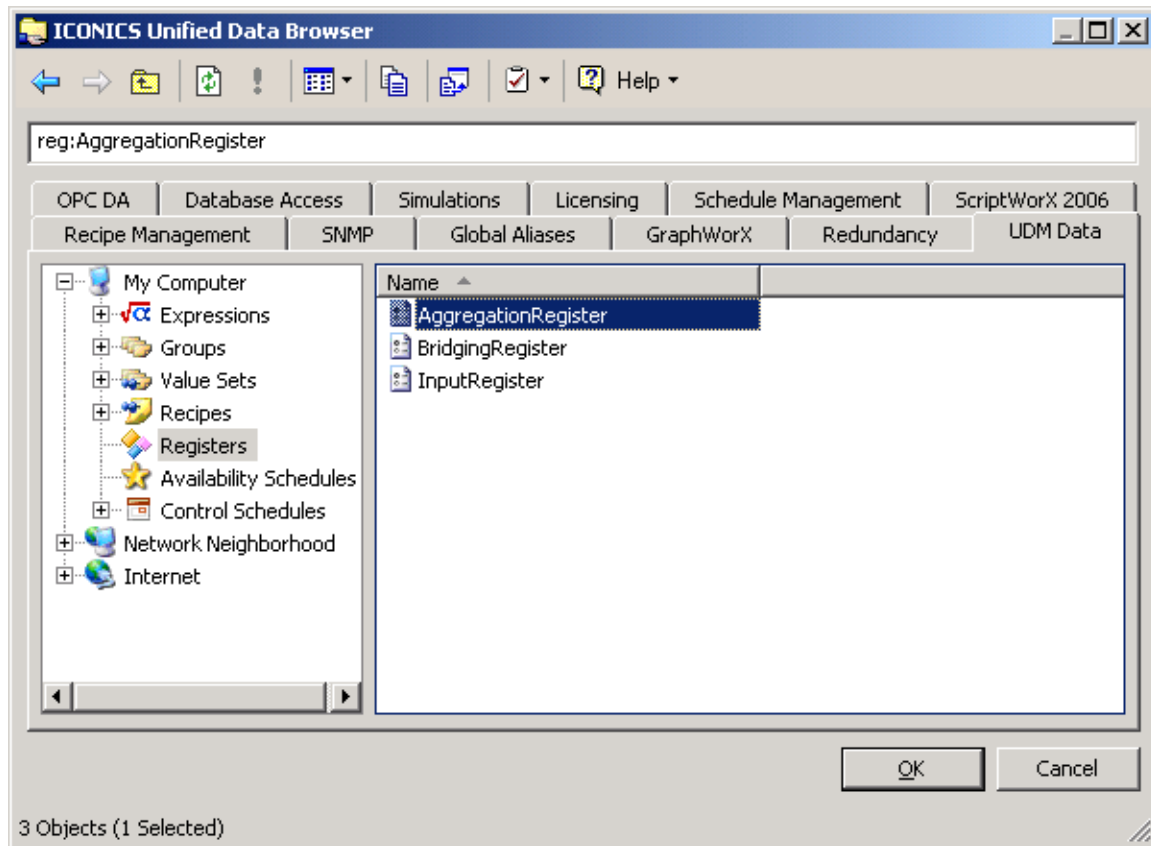 ICONICS Unified Data Browser
Help
reg:AggregationRegister
OPC DA Database Access Simulations Licensing Schedule Management ScriptWorX 2006
Recipe Management SNMP Global Aliases GraphWorX Redundancy UDM Data
My Computer
Expressions
Groups
Value Sets
Recipes
Registers
Availability Schedules
Control Schedules
Network Neighborhood
Internet
Name
AggregationRegister
BridgingRegister
InputRegister
OK Cancel
3 Objects (1 Selected)